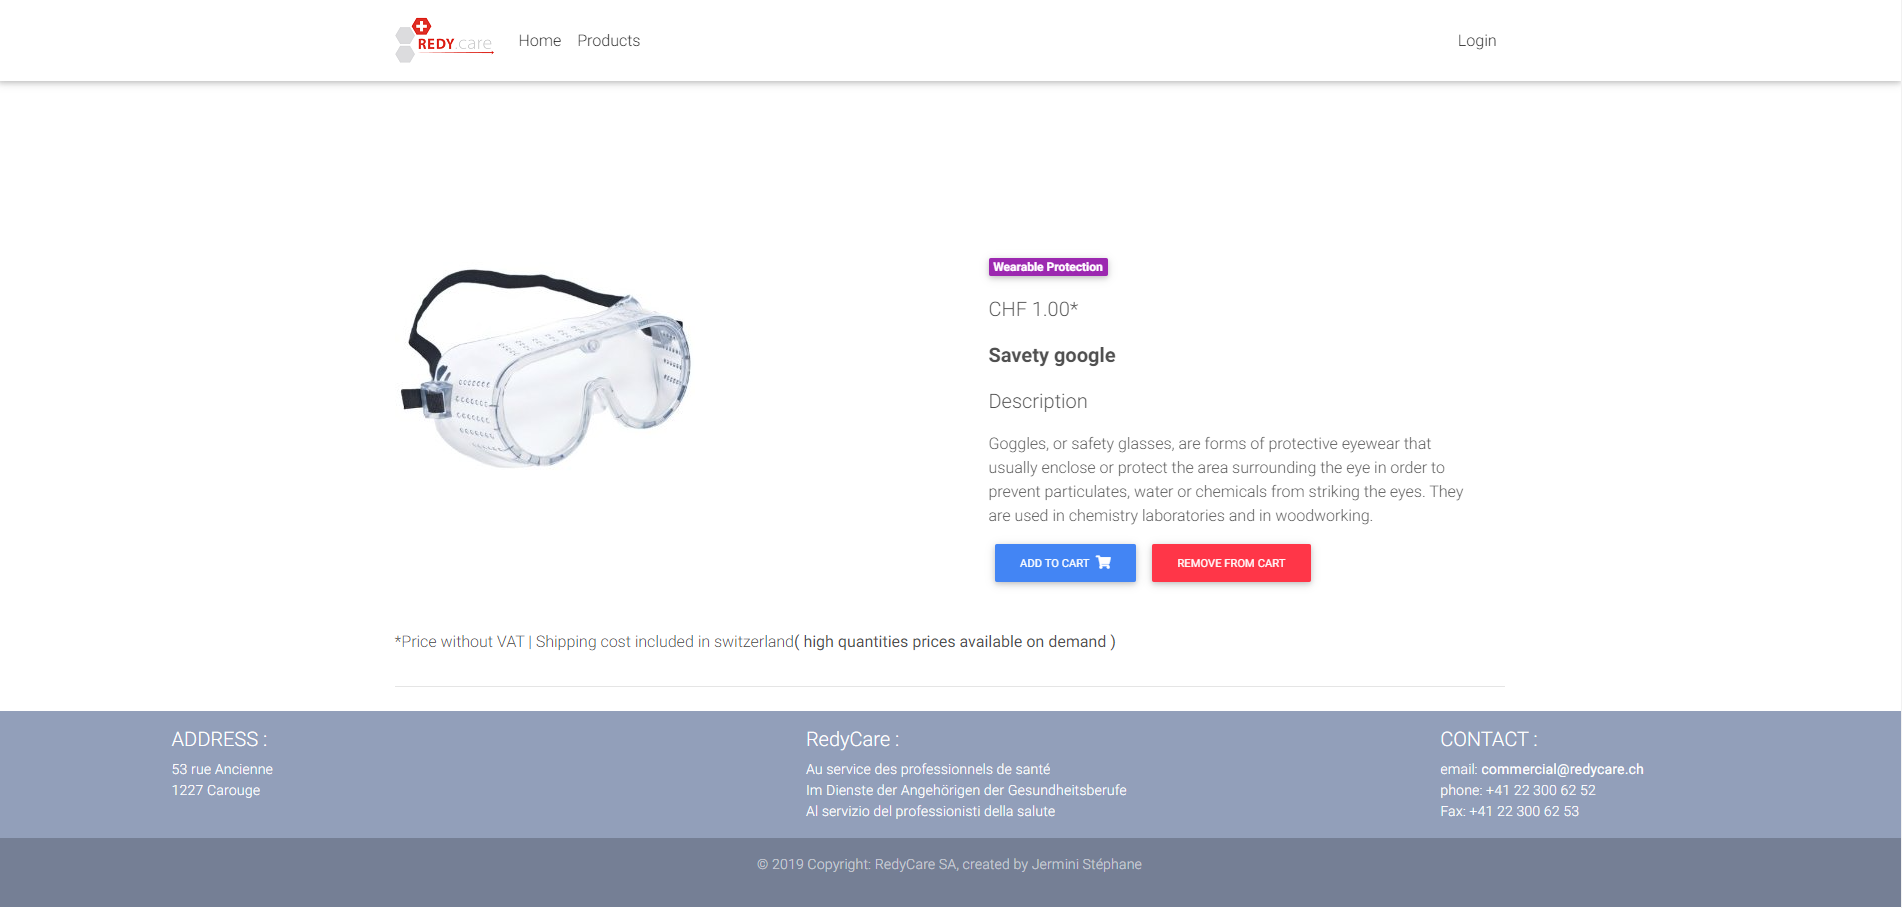 REDY.care
Home
Products
Login
Wearable Protection
CHF 1.00*
Savety google
Description
Goggles, or safety glasses, are forms of protective eyewear that
usually enclose or protect the area surrounding the eye in order to
prevent particulates, water or chemicals from striking the eyes. They
are used in chemistry laboratories and in woodworking.
ADD TO CART
REMOVE FROM CART
*Price without VAT | Shipping cost included in switzerland( high quantities prices available on demand )
ADDRESS :
53 rue Ancienne
1227 Carouge
RedyCare :
Au service des professionnels de santé
Im Dienste der Angehörigen der Gesundheitsberufe
Al servizio del professionisti della salute
CONTACT :
email: commercial@redycare.ch
phone: +41 22 300 62 52
Fax: +41 22 300 62 53
© 2019 Copyright: RedyCare SA, created by Jermini Stéphane